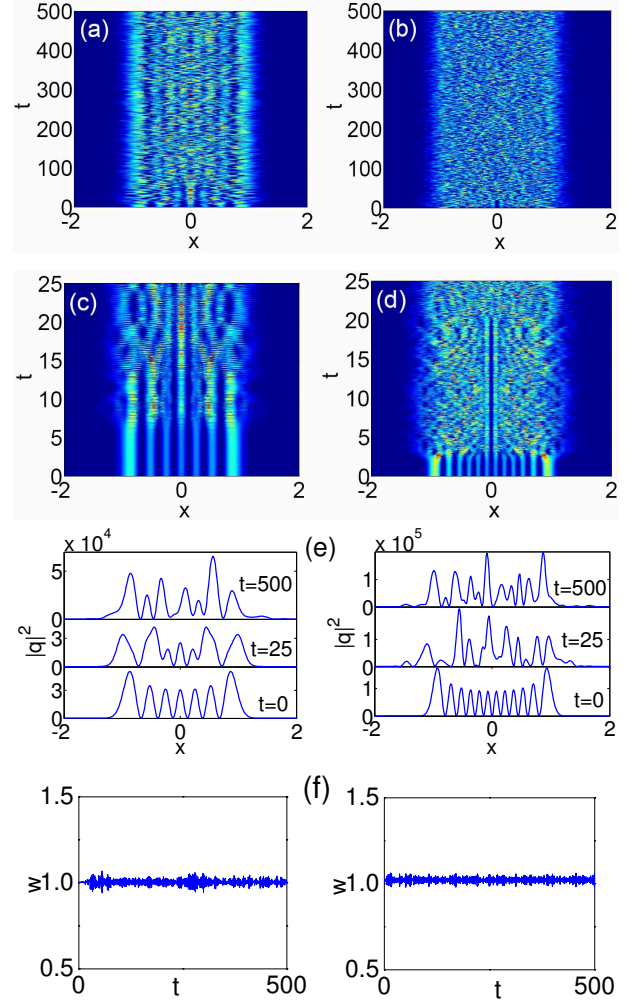 500 (a) 500 (b)
400 400
300 300
t t
200 200
100 100
0 0
-2 0 2 -2 0 2
x x
25 (c) 25 (d)
20 20
15 15
t t
10 10
5 5
0 0
-2 0 2 -2 0 2
x x
x 10^4 (e) x 10^5
5 t=500 1 t=500
0 0
3 t=25 1 t=25
|q|^2 |q|^2
0 0
3 t=0 1 t=0
0 0
-2 0 2 -2 0 2
x x
(f)
1.5 1.5
w 1.0 w 1.0
0.5 0.5
0 t 500 0 t 500